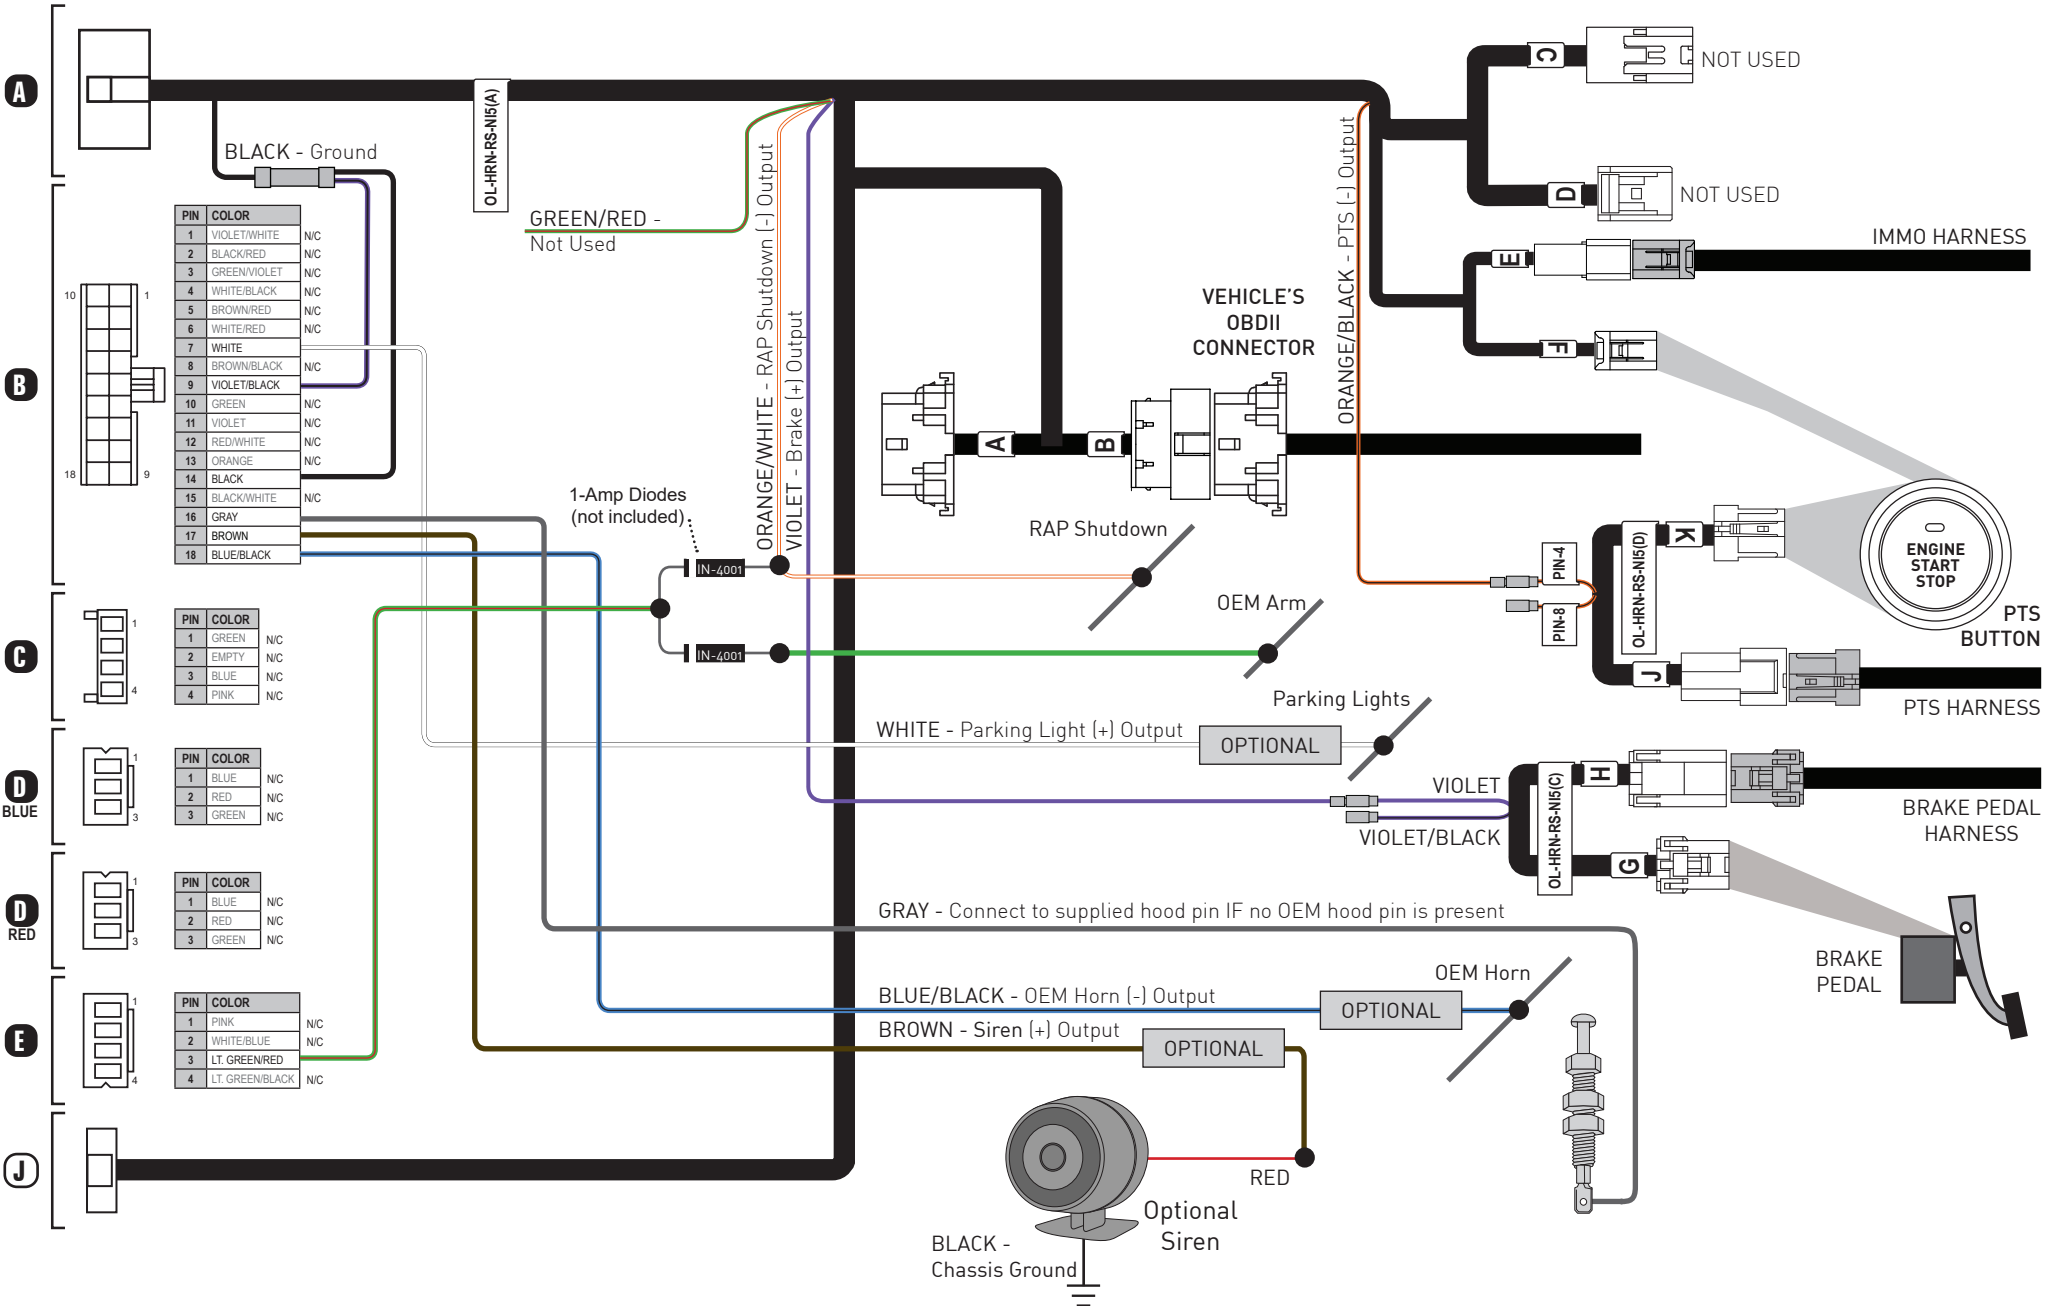 A
OL-HRN-RS-NI5(A)
BLACK - Ground
GREEN/RED -
Not Used
ORANGE/WHITE - RAP Shutdown (-) Output
VIOLET - Brake (+) Output
ORANGE/BLACK - PTS (-) Output
C
NOT USED
D
NOT USED
E
IMMO HARNESS
F
VEHICLE'S
OBDII
CONNECTOR
A
B
B
10
1
18
9
PIN COLOR
1 VIOLET/WHITE N/C
2 BLACK/RED N/C
3 GREEN/VIOLET N/C
4 WHITE/BLACK N/C
5 BROWN/RED N/C
6 WHITE/RED N/C
7 WHITE
8 BROWN/BLACK N/C
9 VIOLET/BLACK
10 GREEN N/C
11 VIOLET N/C
12 RED/WHITE N/C
13 ORANGE N/C
14 BLACK
15 BLACK/WHITE N/C
16 GRAY
17 BROWN
18 BLUE/BLACK
1-Amp Diodes
(not included)
IN-4001
IN-4001
RAP Shutdown
OEM Arm
PIN-4
PIN-8
OL-HRN-RS-NI5(D)
K
J
ENGINE
START
STOP
PTS
BUTTON
PTS HARNESS
C
1
4
PIN COLOR
1 GREEN N/C
2 EMPTY N/C
3 BLUE N/C
4 PINK N/C
Parking Lights
WHITE - Parking Light (+) Output
OPTIONAL
D
BLUE
1
3
PIN COLOR
1 BLUE N/C
2 RED N/C
3 GREEN N/C
VIOLET
VIOLET/BLACK
OL-HRN-RS-NI5(C)
H
G
BRAKE PEDAL
HARNESS
BRAKE
PEDAL
D
RED
1
3
PIN COLOR
1 BLUE N/C
2 RED N/C
3 GREEN N/C
GRAY - Connect to supplied hood pin IF no OEM hood pin is present
OEM Horn
BLUE/BLACK - OEM Horn (-) Output
OPTIONAL
BROWN - Siren (+) Output
OPTIONAL
E
1
4
PIN COLOR
1 PINK N/C
2 WHITE/BLUE N/C
3 LT. GREEN/RED
4 LT. GREEN/BLACK N/C
J
RED
Optional
Siren
BLACK -
Chassis Ground